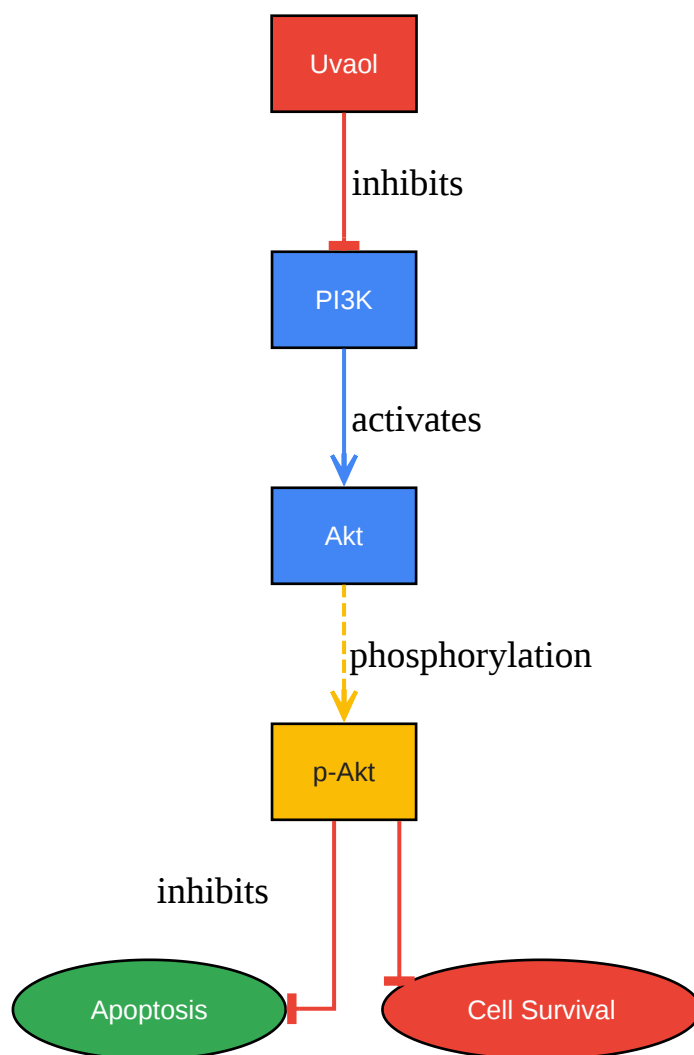 Uvaol
inhibits
PI3K
activates
Akt
phosphorylation
p-Akt
inhibits
Apoptosis
Cell Survival